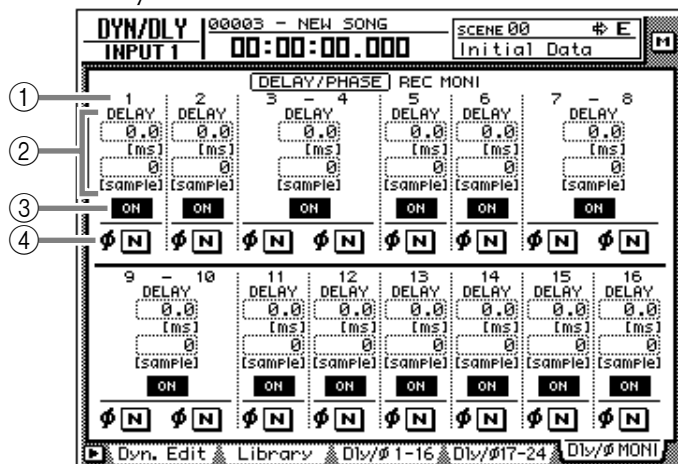 DYN/DLY
INPUT 1
00003 - NEW SONG
00:00:00.000
SCENE 00 E
Initial Data
M
DELAY/PHASE REC MONI
1 2 3 - 4 5 6 7 - 8
DELAY DELAY DELAY DELAY DELAY DELAY
0.0 0.0 0.0 0.0 0.0 0.0
[ms] [ms] [ms] [ms] [ms] [ms]
0 0 0 0 0 0
[sample] [sample] [sample] [sample] [sample] [sample]
ON ON ON ON ON ON
φ N φ N φ N φ N φ N φ N φ N φ N
9 - 10 11 12 13 14 15 16
DELAY DELAY DELAY DELAY DELAY DELAY DELAY
0.0 0.0 0.0 0.0 0.0 0.0 0.0
[ms] [ms] [ms] [ms] [ms] [ms] [ms]
0 0 0 0 0 0 0
[sample] [sample] [sample] [sample] [sample] [sample] [sample]
ON ON ON ON ON ON ON
φ N φ N φ N φ N φ N φ N φ N φ N
Dyn. Edit Library Dly/φ 1-16 Dly/φ17-24 Dly/φ MONI
1
2
3
4